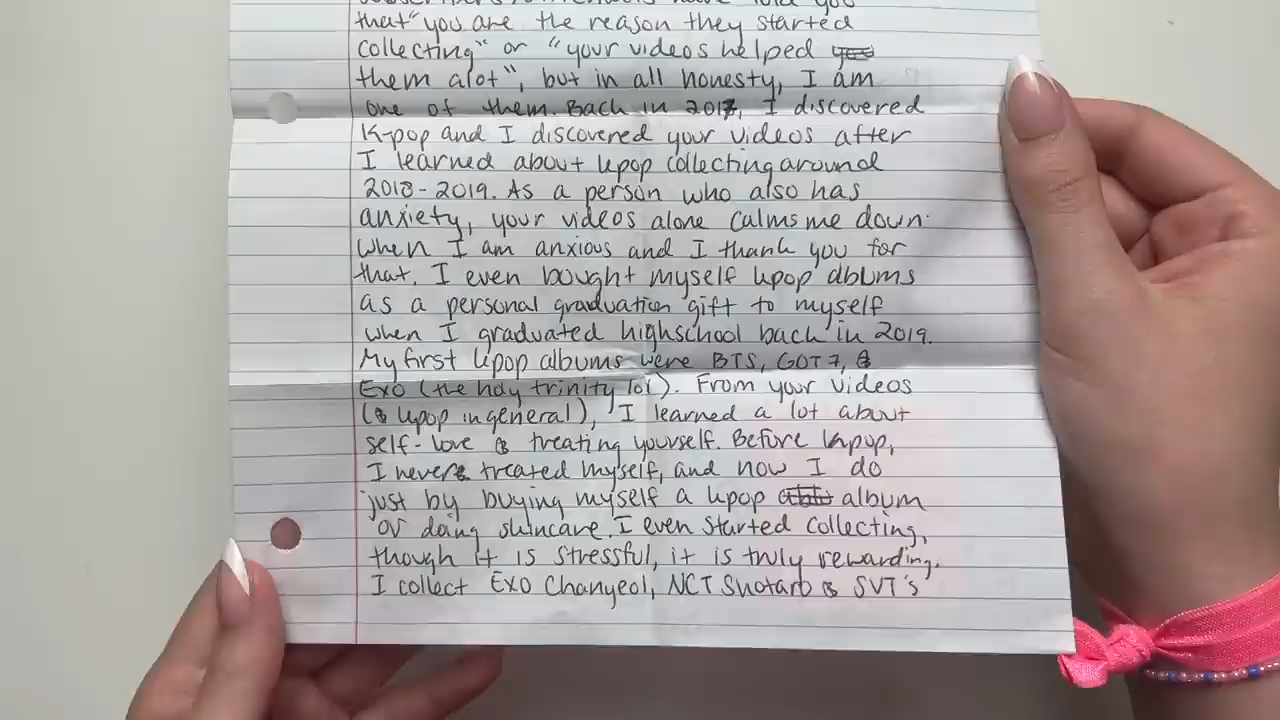 that "you are the reason they started
collecting" or "your videos helped
them alot", but in all honesty, I am
one of them. Back in 2017, I discovered
K-pop and I discovered your videos after
I learned about kpop collecting around
2018-2019. As a person who also has
anxiety, your videos alone calms me down
when I am anxious and I thank you for
that. I even bought myself kpop albums
as a personal graduation gift to myself
when I graduated highschool back in 2019.
My first kpop albums were BTS, GOT7, &
EXO (the holy trinity lol). From your videos
(& kpop in general), I learned a lot about
self-love & treating yourself. Before kpop,
I never treated myself, and now I do
just by buying myself a kpop album
or doing skincare. I even started collecting,
though it is stressful, it is truly rewarding.
I collect EXO Chanyeol, NCT Shotaro & SVT's